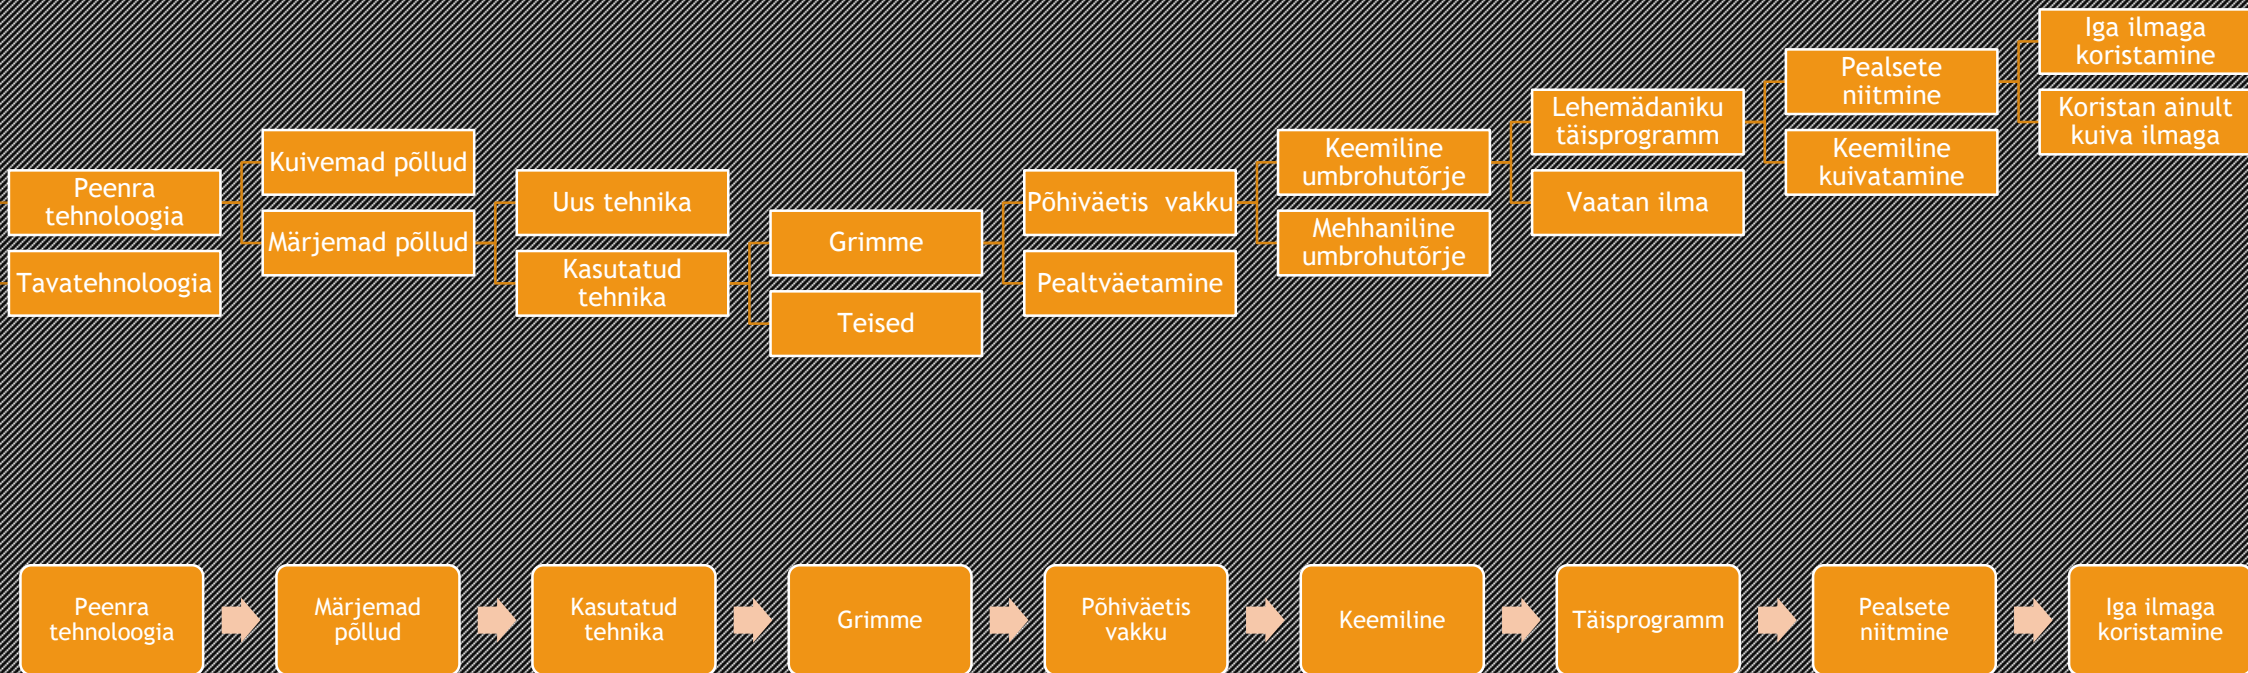 Peenra
tehnoloogia
Tavatehnoloogia
Kuivemad põllud
Märjemad põllud
Uus tehnika
Kasutatud
tehnika
Grimme
Teised
Põhiväetis vakku
Pealtväetamine
Keemiline
umbrohutõrje
Mehhaniline
umbrohutõrje
Lehemädaniku
täisprogramm
Vaatan ilma
Pealsete
niitmine
Keemiline
kuivatamine
Iga ilmaga
koristamine
Koristan ainult
kuiva ilmaga
Peenra
tehnoloogia
Märjemad
põllud
Kasutatud
tehnika
Grimme
Põhiväetis
vakku
Keemiline
Täisprogramm
Pealsete
niitmine
Iga ilmaga
koristamine